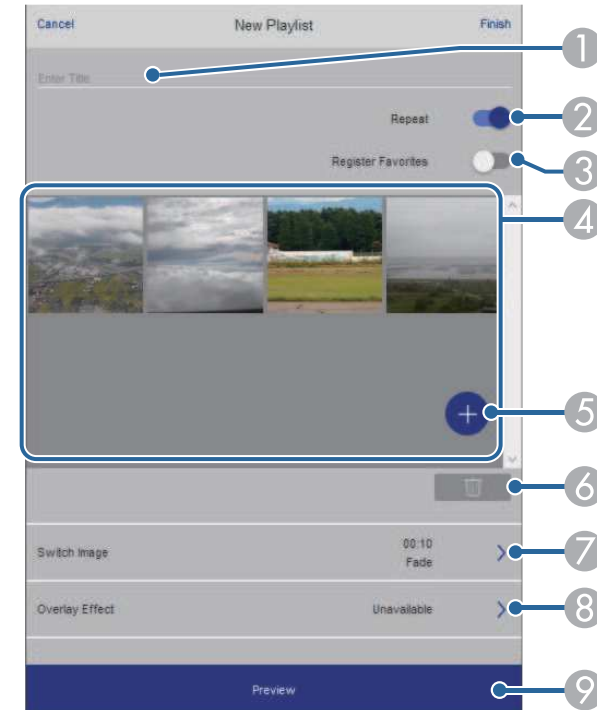 Cancel New Playlist Finish
1
Enter Title
Repeat 2
Register Favorites 3
4
+ 5
6
00:10
Switch Image 7
Fade
Overlay Effect Unavailable 8
Preview 9